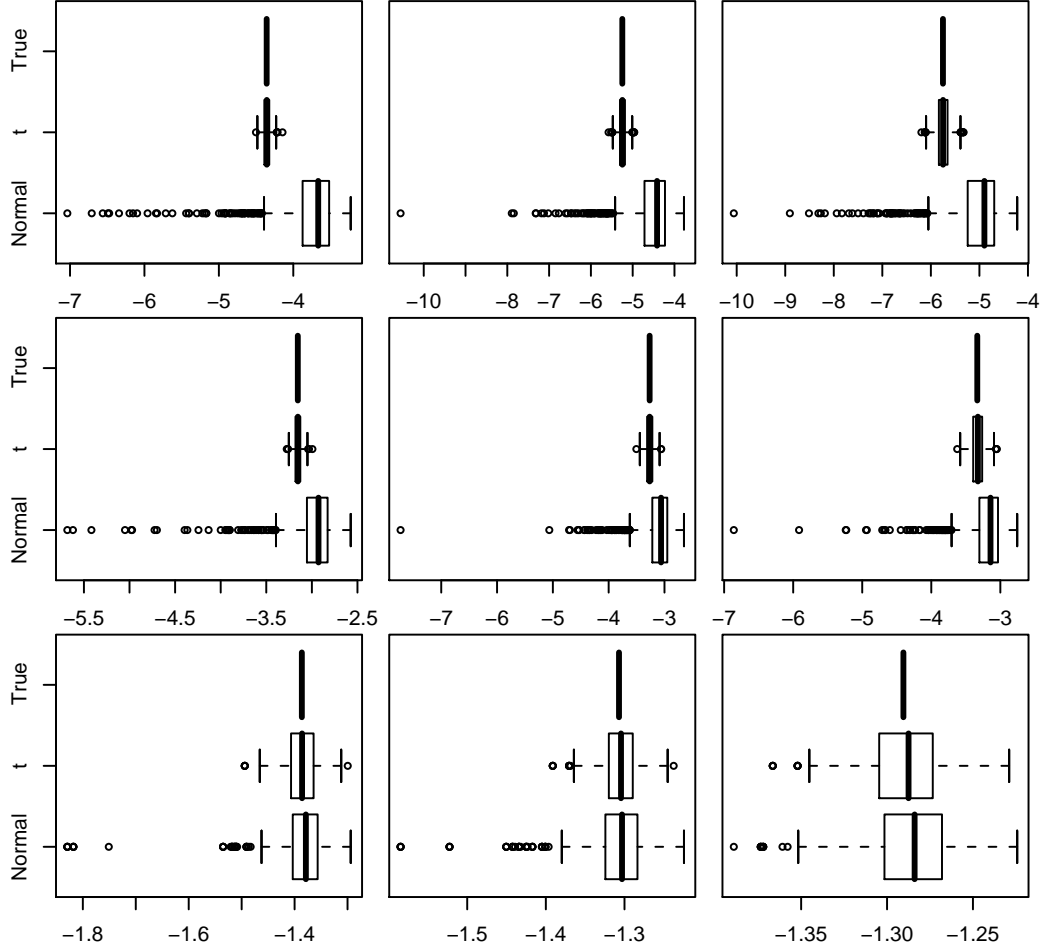 True
t
Normal
−7 −6 −5 −4
−10 −8 −7 −6 −5 −4
−10 −9 −8 −7 −6 −5 −4
True
t
Normal
−5.5 −4.5 −3.5 −2.5
−7 −6 −5 −4 −3
−7 −6 −5 −4 −3
True
t
Normal
−1.8 −1.6 −1.4
−1.5 −1.4 −1.3
−1.35 −1.30 −1.25